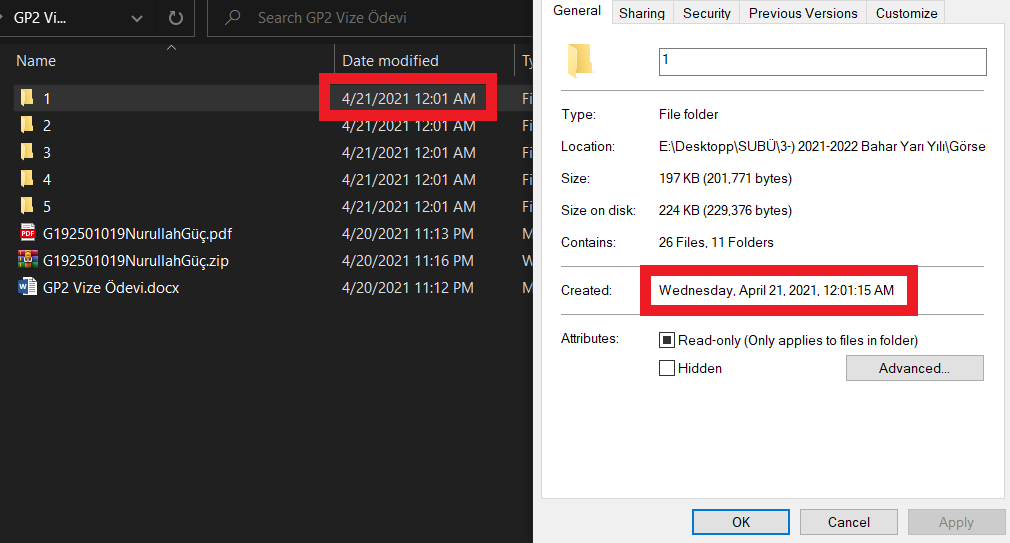 GP2 Vi...
Search GP2 Vize Ödevi
Name
Date modified
1
4/21/2021 12:01 AM
2
4/21/2021 12:01 AM
3
4/21/2021 12:01 AM
4
4/21/2021 12:01 AM
5
4/21/2021 12:01 AM
G192501019NurullahGüç.pdf
4/20/2021 11:13 PM
G192501019NurullahGüç.zip
4/20/2021 11:16 PM
GP2 Vize Ödevi.docx
4/20/2021 11:12 PM
General Sharing Security Previous Versions Customize
1
Type: File folder
Location: E:\Desktopp\SUBÜ\3-) 2021-2022 Bahar Yarı Yılı\Görse
Size: 197 KB (201,771 bytes)
Size on disk: 224 KB (229,376 bytes)
Contains: 26 Files, 11 Folders
Created: Wednesday, April 21, 2021, 12:01:15 AM
Attributes: Read-only (Only applies to files in folder)
Hidden
Advanced...
OK Cancel Apply